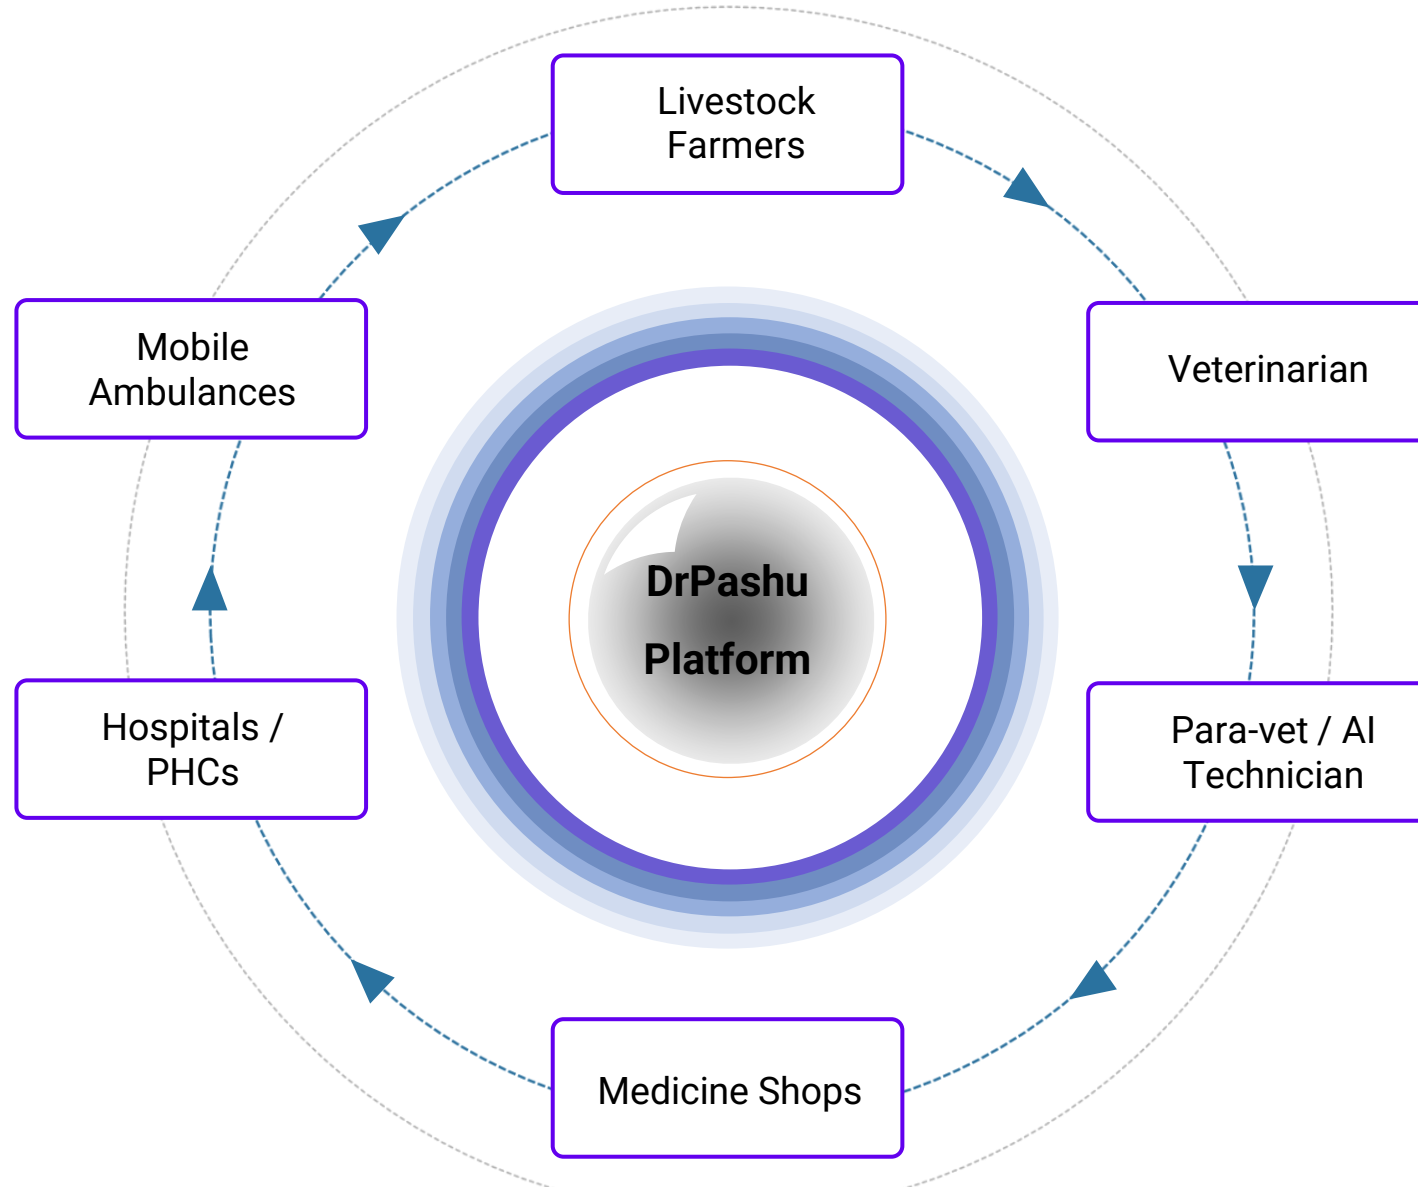 Livestock
Farmers
Mobile
Ambulances
Veterinarian
DrPashu
Platform
Hospitals /
PHCs
Para-vet / AI
Technician
Medicine Shops